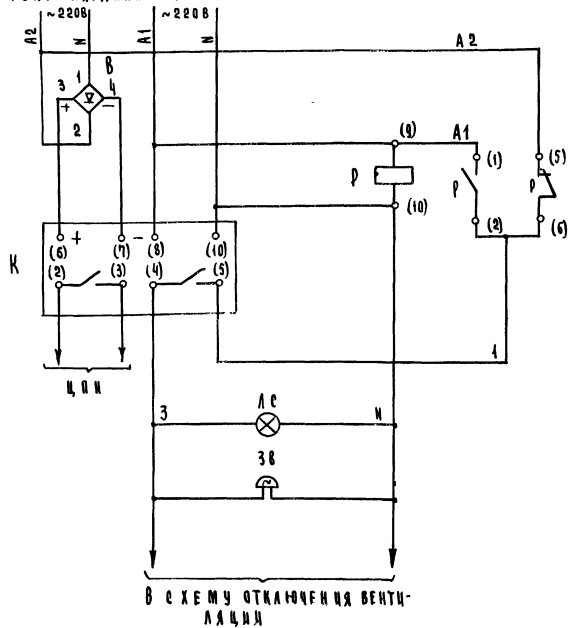 ~220В ~220В
А2 N А1 N
А2
В
1
3 4
+ −
2
(9) А1
(1) (5)
Р Р Р
(10) (2) (6)
К
+ −
(6) (7) (8) (10)
(2) (3) (4) (5)
1
ЦПИ
ЛС
3 N
ЗВ
~
В СХЕМУ ОТКЛЮЧЕНИЯ ВЕНТИ-
ЛЯЦИИ